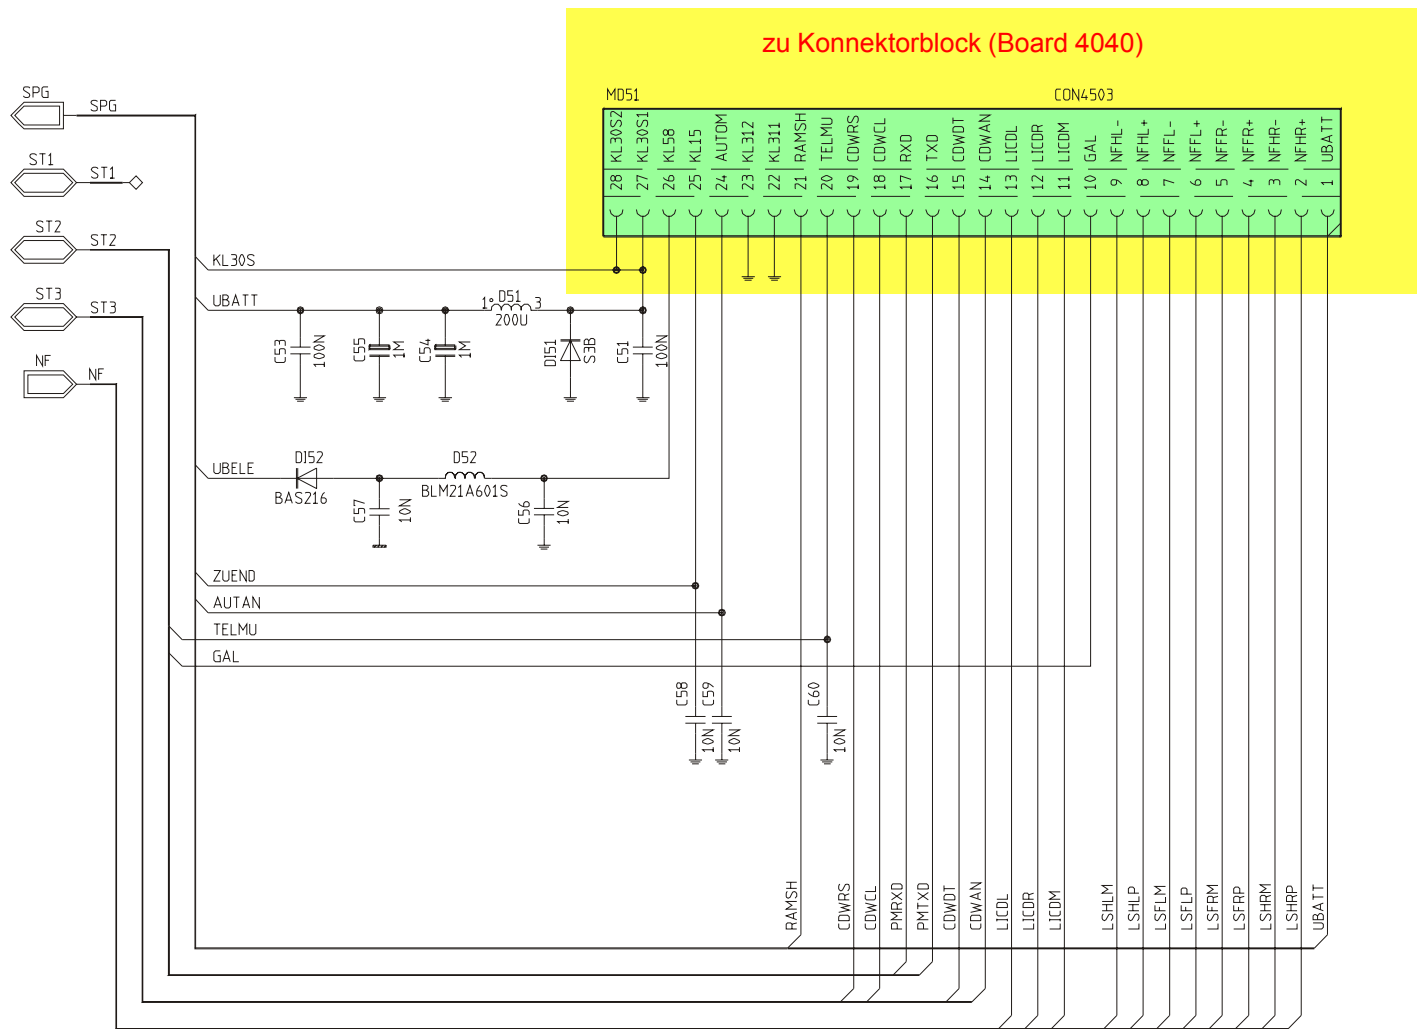 zu Konnektorblock (Board 4040)
MD51
CON4503
KL30S2
KL30S1
KL58
KL15
AUTOM
KL312
KL311
RAMSH
TELMU
CDWRS
CDWCL
RXD
TXD
CDWDT
CDWAN
LICDL
LICDR
LICDM
GAL
NFHL-
NFHL+
NFFL-
NFFL+
NFFR-
NFFR+
NFHR-
NFHR+
UBATT
28 27 26 25 24 23 22 21 20 19 18 17 16 15 14 13 12 11 10 9 8 7 6 5 4 3 2 1
SPG
SPG
ST1
ST1
ST2
ST2
ST3
ST3
NF
NF
KL30S
UBATT
1
D51
3
200U
C53
100N
C55
1M
C54
1M
DI51
S3B
C51
100N
UBELE
DI52
BAS216
D52
BLM21A601S
C57
10N
C56
10N
ZUEND
AUTAN
TELMU
GAL
C58
10N
C59
10N
C60
10N
RAMSH
CDWRS
CDWCL
PMRXD
PMTXD
CDWDT
CDWAN
LICDL
LICDR
LICDM
LSHLM
LSHLP
LSFLM
LSFLP
LSFRM
LSFRP
LSHRM
LSHRP
UBATT